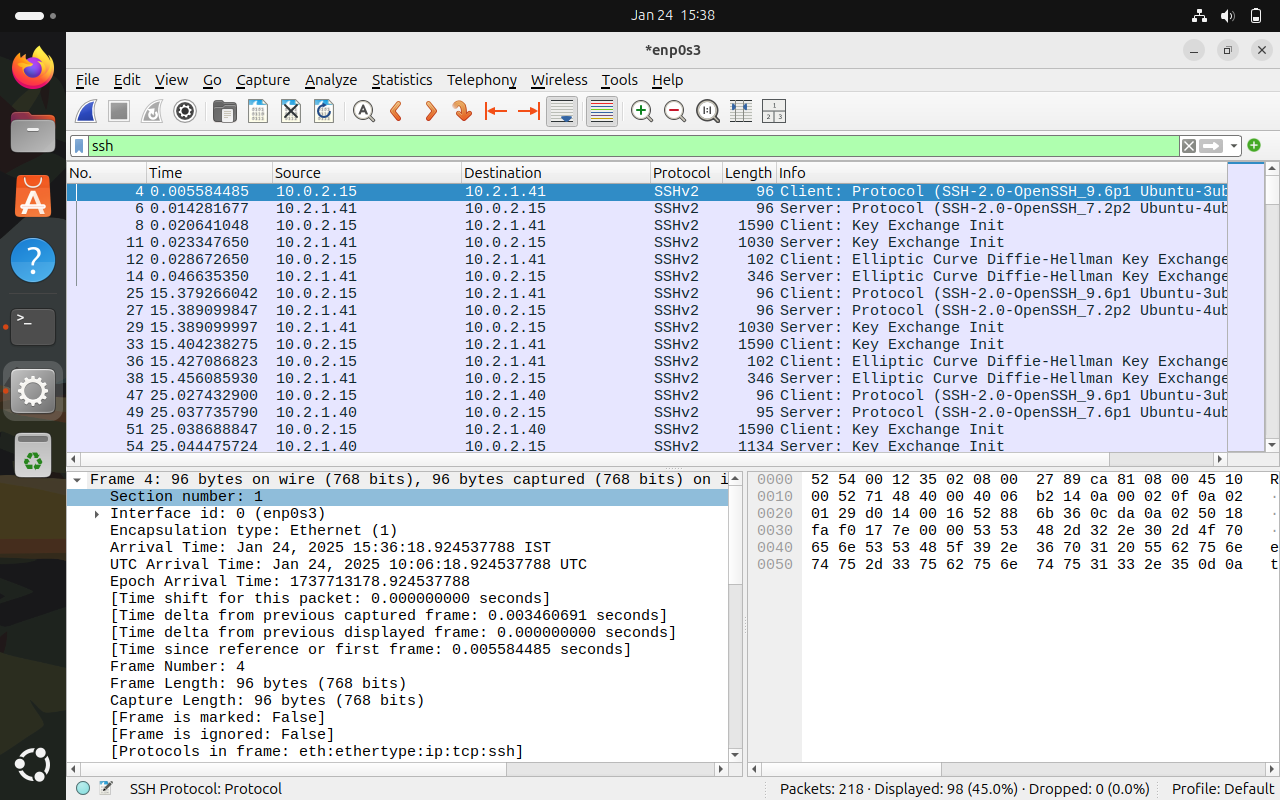 Jan 24 15:38
*enp0s3
File Edit View Go Capture Analyze Statistics Telephony Wireless Tools Help
ssh
No. Time Source Destination Protocol Length Info
4 0.005584485 10.0.2.15 10.2.1.41 SSHv2 96 Client: Protocol (SSH-2.0-OpenSSH_9.6p1 Ubuntu-3ub
6 0.014281677 10.2.1.41 10.0.2.15 SSHv2 96 Server: Protocol (SSH-2.0-OpenSSH_7.2p2 Ubuntu-4ub
8 0.020641048 10.0.2.15 10.2.1.41 SSHv2 1590 Client: Key Exchange Init
11 0.023347650 10.2.1.41 10.0.2.15 SSHv2 1030 Server: Key Exchange Init
12 0.028672650 10.0.2.15 10.2.1.41 SSHv2 102 Client: Elliptic Curve Diffie-Hellman Key Exchange
14 0.046635350 10.2.1.41 10.0.2.15 SSHv2 346 Server: Elliptic Curve Diffie-Hellman Key Exchange
25 15.379266042 10.0.2.15 10.2.1.41 SSHv2 96 Client: Protocol (SSH-2.0-OpenSSH_9.6p1 Ubuntu-3ub
27 15.389099847 10.2.1.41 10.0.2.15 SSHv2 96 Server: Protocol (SSH-2.0-OpenSSH_7.2p2 Ubuntu-4ub
29 15.389099997 10.2.1.41 10.0.2.15 SSHv2 1030 Server: Key Exchange Init
33 15.404238275 10.0.2.15 10.2.1.41 SSHv2 1590 Client: Key Exchange Init
36 15.427086823 10.0.2.15 10.2.1.41 SSHv2 102 Client: Elliptic Curve Diffie-Hellman Key Exchange
38 15.456085930 10.2.1.41 10.0.2.15 SSHv2 346 Server: Elliptic Curve Diffie-Hellman Key Exchange
47 25.027432900 10.0.2.15 10.2.1.40 SSHv2 96 Client: Protocol (SSH-2.0-OpenSSH_9.6p1 Ubuntu-3ub
49 25.037735790 10.2.1.40 10.0.2.15 SSHv2 95 Server: Protocol (SSH-2.0-OpenSSH_7.6p1 Ubuntu-4ub
51 25.038688847 10.0.2.15 10.2.1.40 SSHv2 1590 Client: Key Exchange Init
54 25.044475724 10.2.1.40 10.0.2.15 SSHv2 1134 Server: Key Exchange Init
Frame 4: 96 bytes on wire (768 bits), 96 bytes captured (768 bits) on i
Section number: 1
Interface id: 0 (enp0s3)
Encapsulation type: Ethernet (1)
Arrival Time: Jan 24, 2025 15:36:18.924537788 IST
UTC Arrival Time: Jan 24, 2025 10:06:18.924537788 UTC
Epoch Arrival Time: 1737713178.924537788
[Time shift for this packet: 0.000000000 seconds]
[Time delta from previous captured frame: 0.003460691 seconds]
[Time delta from previous displayed frame: 0.000000000 seconds]
[Time since reference or first frame: 0.005584485 seconds]
Frame Number: 4
Frame Length: 96 bytes (768 bits)
Capture Length: 96 bytes (768 bits)
[Frame is marked: False]
[Frame is ignored: False]
[Protocols in frame: eth:ethertype:ip:tcp:ssh]
0000 52 54 00 12 35 02 08 00 27 89 ca 81 08 00 45 10 R
0010 00 52 71 48 40 00 40 06 b2 14 0a 00 02 0f 0a 02 ·
0020 01 29 d0 14 00 16 52 88 6b 36 0c da 0a 02 50 18 ·
0030 fa f0 17 7e 00 00 53 53 48 2d 32 2e 30 2d 4f 70 ·
0040 65 6e 53 53 48 5f 39 2e 36 70 31 20 55 62 75 6e e
0050 74 75 2d 33 75 62 75 6e 74 75 31 33 2e 35 0d 0a t
SSH Protocol: Protocol
Packets: 218 · Displayed: 98 (45.0%) · Dropped: 0 (0.0%)
Profile: Default